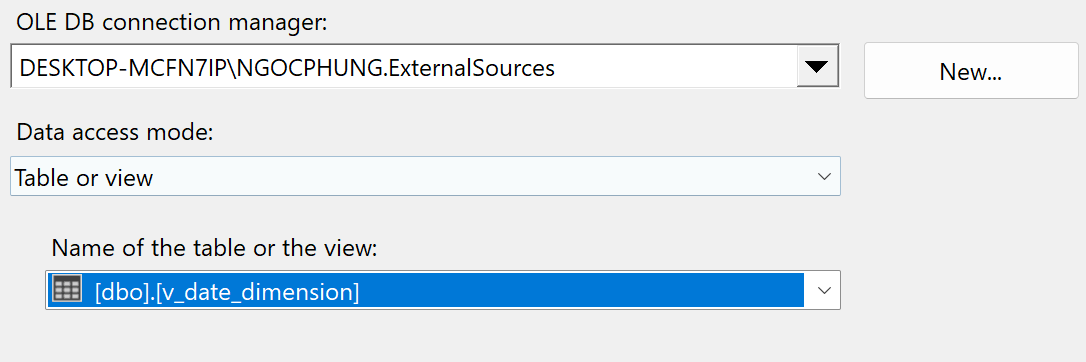 OLE DB connection manager:
DESKTOP-MCFN7IP\NGOCPHUNG.ExternalSources
New...
Data access mode:
Table or view
Name of the table or the view:
[dbo].[v_date_dimension]